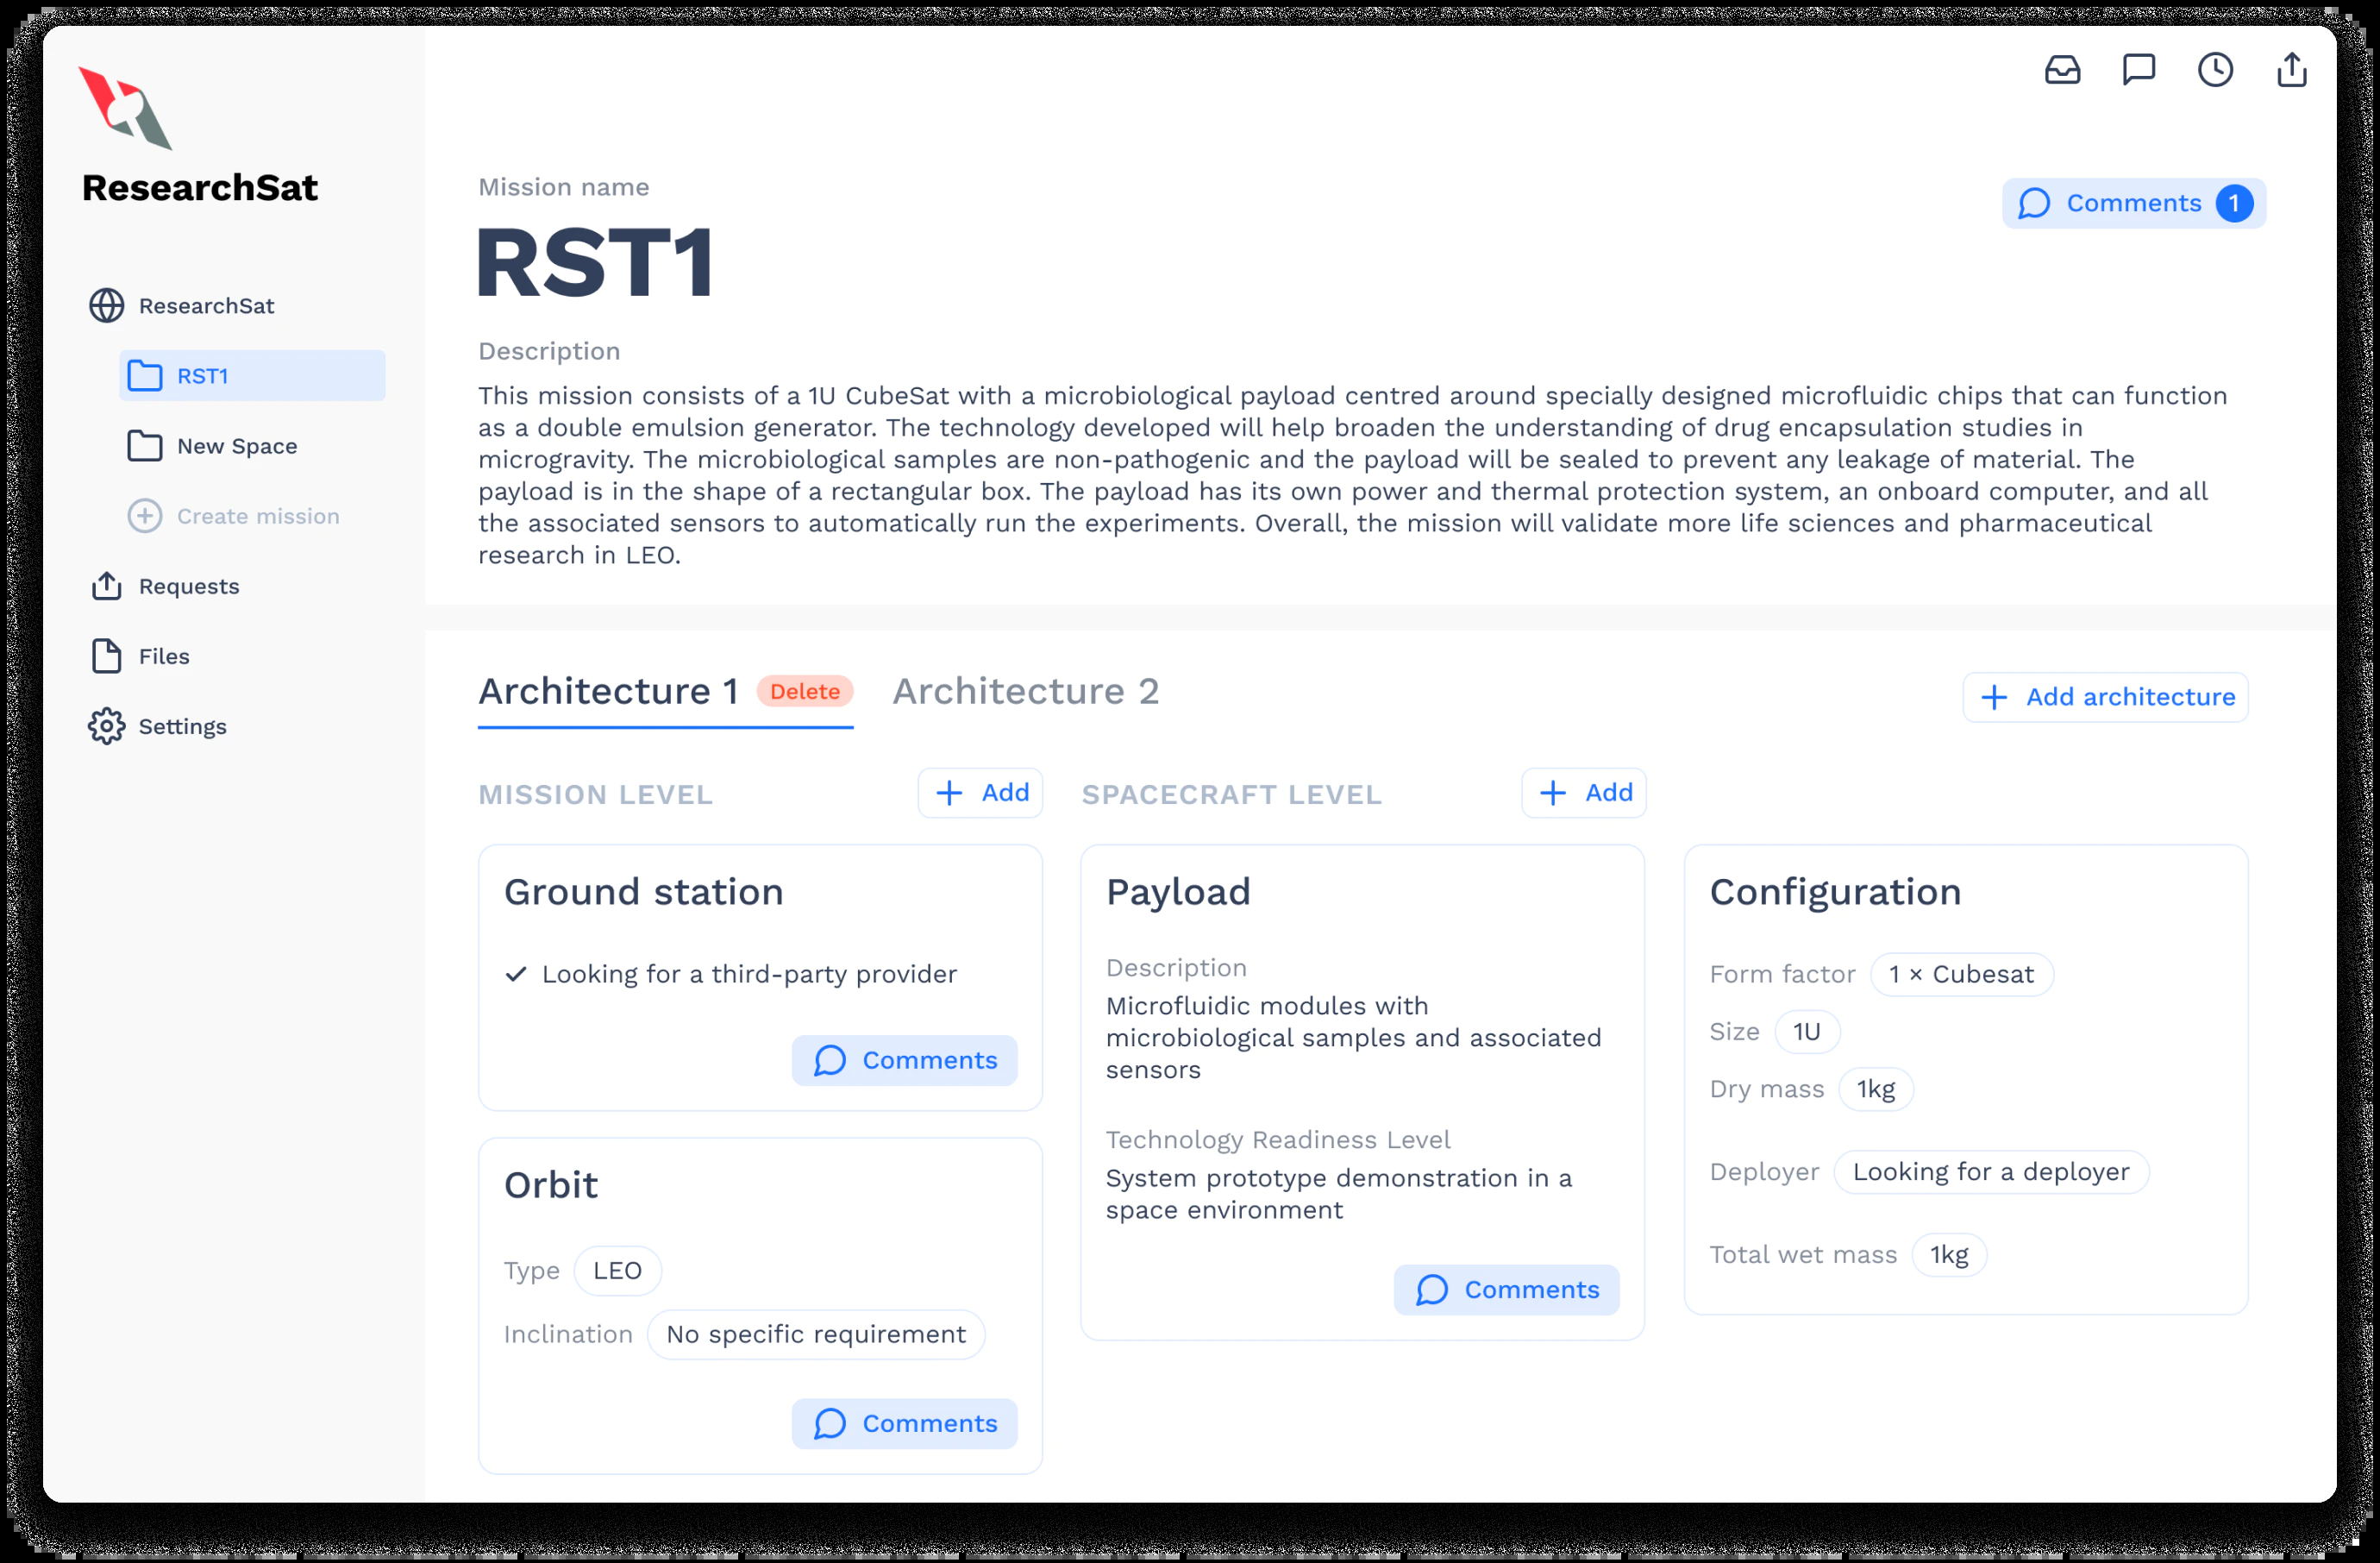 ResearchSat
ResearchSat
RST1
New Space
Create mission
Requests
Files
Settings
Mission name
Comments 1
RST1
Description
This mission consists of a 1U CubeSat with a microbiological payload centred around specially designed microfluidic chips that can function
as a double emulsion generator. The technology developed will help broaden the understanding of drug encapsulation studies in
microgravity. The microbiological samples are non-pathogenic and the payload will be sealed to prevent any leakage of material. The
payload is in the shape of a rectangular box. The payload has its own power and thermal protection system, an onboard computer, and all
the associated sensors to automatically run the experiments. Overall, the mission will validate more life sciences and pharmaceutical
research in LEO.
Architecture 1 Delete Architecture 2
Add architecture
MISSION LEVEL Add
Ground station
Looking for a third-party provider
Comments
Orbit
Type LEO
Inclination No specific requirement
Comments
SPACECRAFT LEVEL Add
Payload
Description
Microfluidic modules with
microbiological samples and associated
sensors
Technology Readiness Level
System prototype demonstration in a
space environment
Comments
Configuration
Form factor 1 × Cubesat
Size 1U
Dry mass 1kg
Deployer Looking for a deployer
Total wet mass 1kg